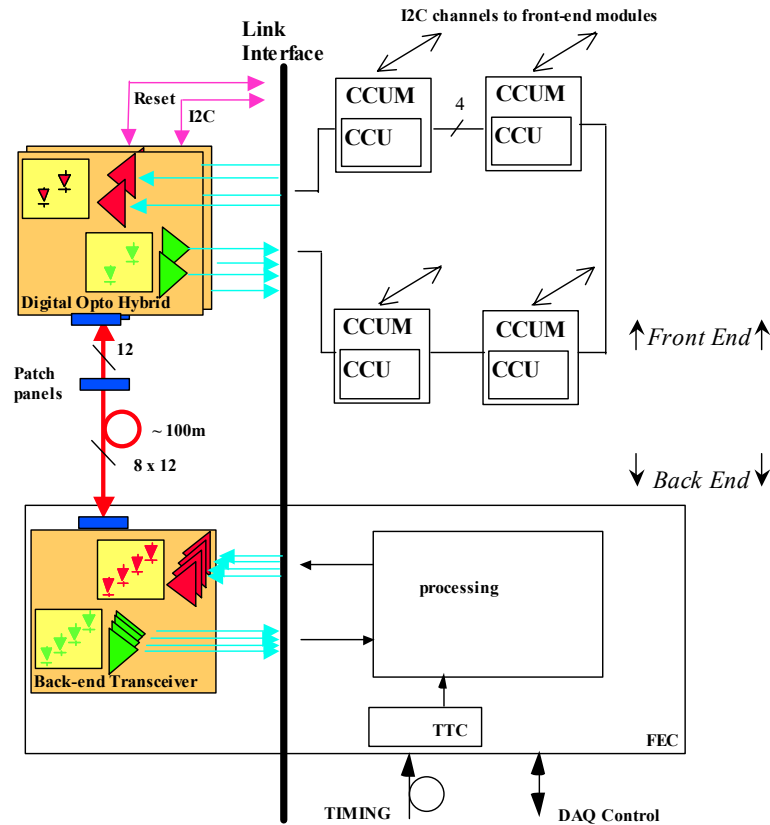 I2C channels to front-end modules
Link
Interface
Reset
I2C
CCUM
CCU
4
CCUM
CCU
Digital Opto Hybrid
CCUM
CCU
CCUM
CCU
Front End
12
Patch
panels
~ 100m
8 x 12
Back End
processing
Back-end Transceiver
TTC
FEC
TIMING
DAQ Control